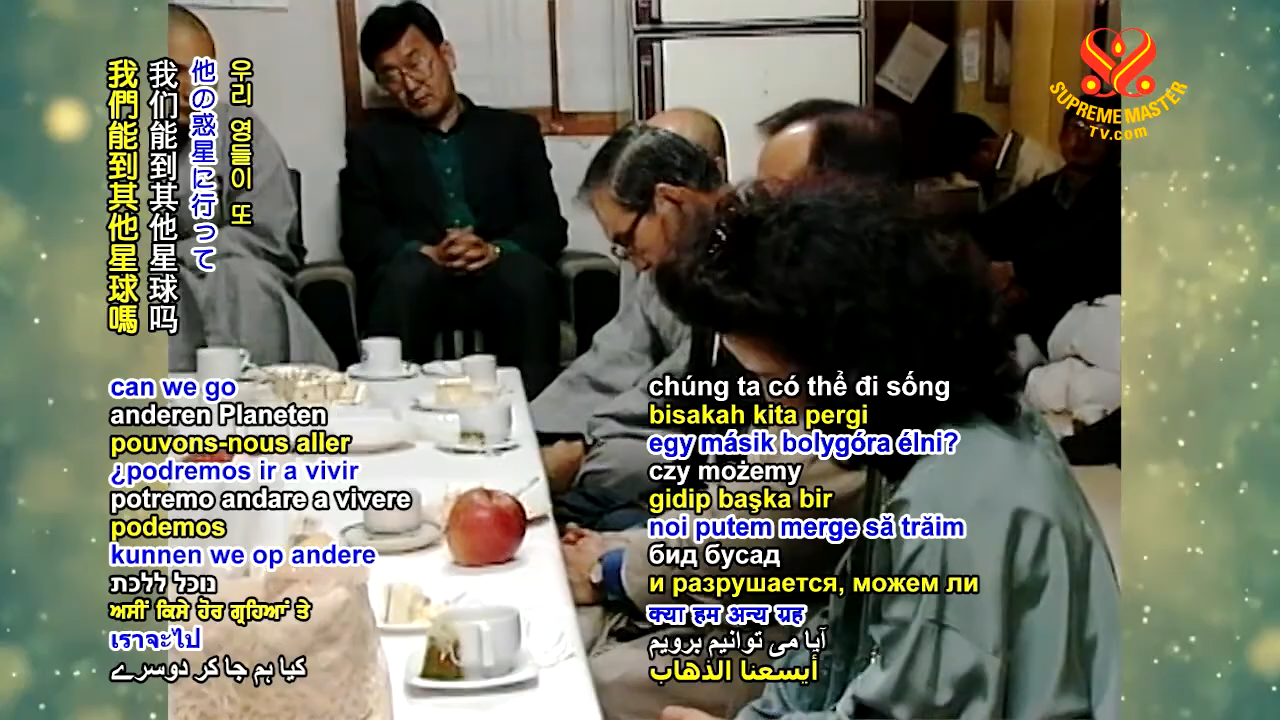 SUPREME MASTER
TV.com
우리 영들이 또
他の惑星に行って
我们能到其他星球吗
我們能到其他星球嗎
can we go
anderen Planeten
pouvons-nous aller
¿podremos ir a vivir
potremo andare a vivere
podemos
kunnen we op andere
נוכל ללכת
ਅਸੀਂ ਕਿਸੇ ਹੋਰ ਗ੍ਰਹਿਆਂ ਤੇ
เราจะไป
کیا ہم جا کر دوسرے
chúng ta có thể đi sống
bisakah kita pergi
egy másik bolygóra élni?
czy możemy
gidip başka bir
noi putem merge să trăim
бид бусад
и разрушается, можем ли
क्या हम अन्य ग्रह
آیا می توانیم برویم
أيسعنا الذهاب